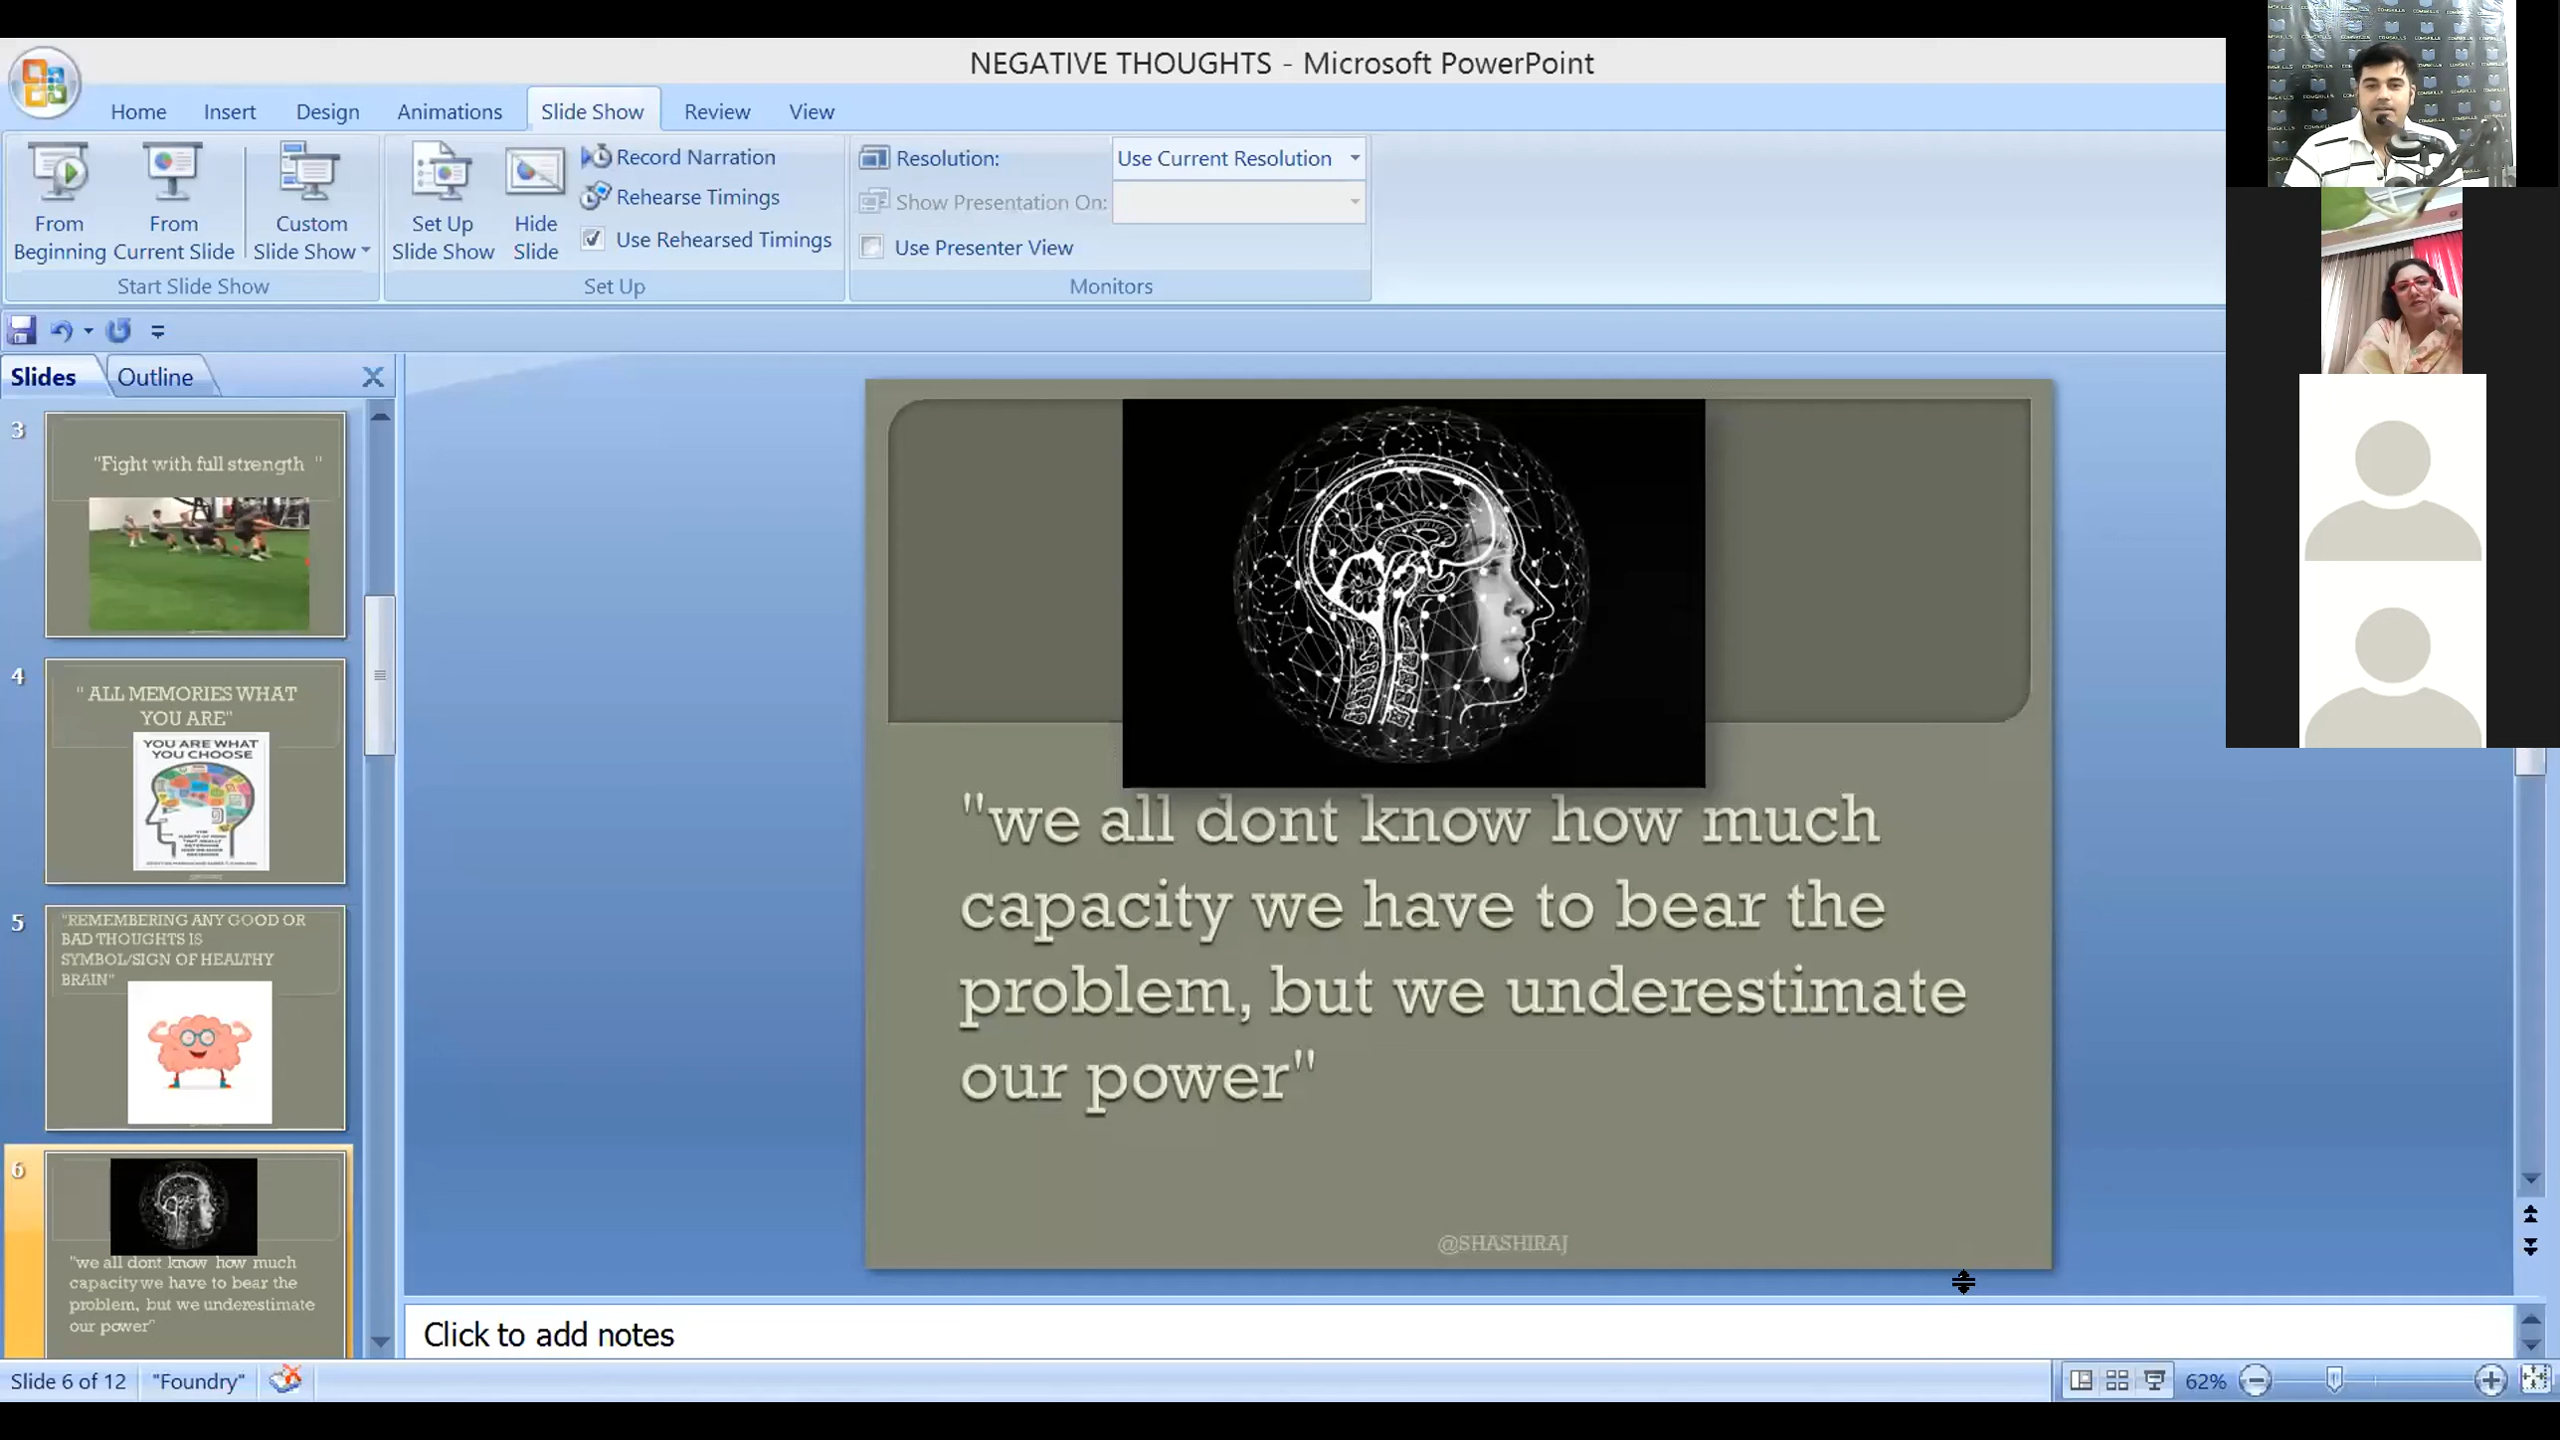 NEGATIVE THOUGHTS - Microsoft PowerPoint
Home Insert Design Animations Slide Show Review View
From Beginning
From Current Slide
Custom Slide Show
Start Slide Show
Set Up Slide Show
Hide Slide
Record Narration
Rehearse Timings
Use Rehearsed Timings
Set Up
Resolution: Use Current Resolution
Show Presentation On:
Use Presenter View
Monitors
Slides Outline
3
"Fight with full strength "
4
" ALL MEMORIES WHAT
YOU ARE"
YOU ARE WHAT
YOU CHOOSE
5
"REMEMBERING ANY GOOD OR
BAD THOUGHTS IS
SYMBOL/SIGN OF HEALTHY
BRAIN"
6
"we all dont know how much
capacity we have to bear the
problem, but we underestimate
our power"
"we all dont know how much
capacity we have to bear the
problem, but we underestimate
our power"
@SHASHIRAJ
Click to add notes
Slide 6 of 12 "Foundry" 62%
COMSKILLS